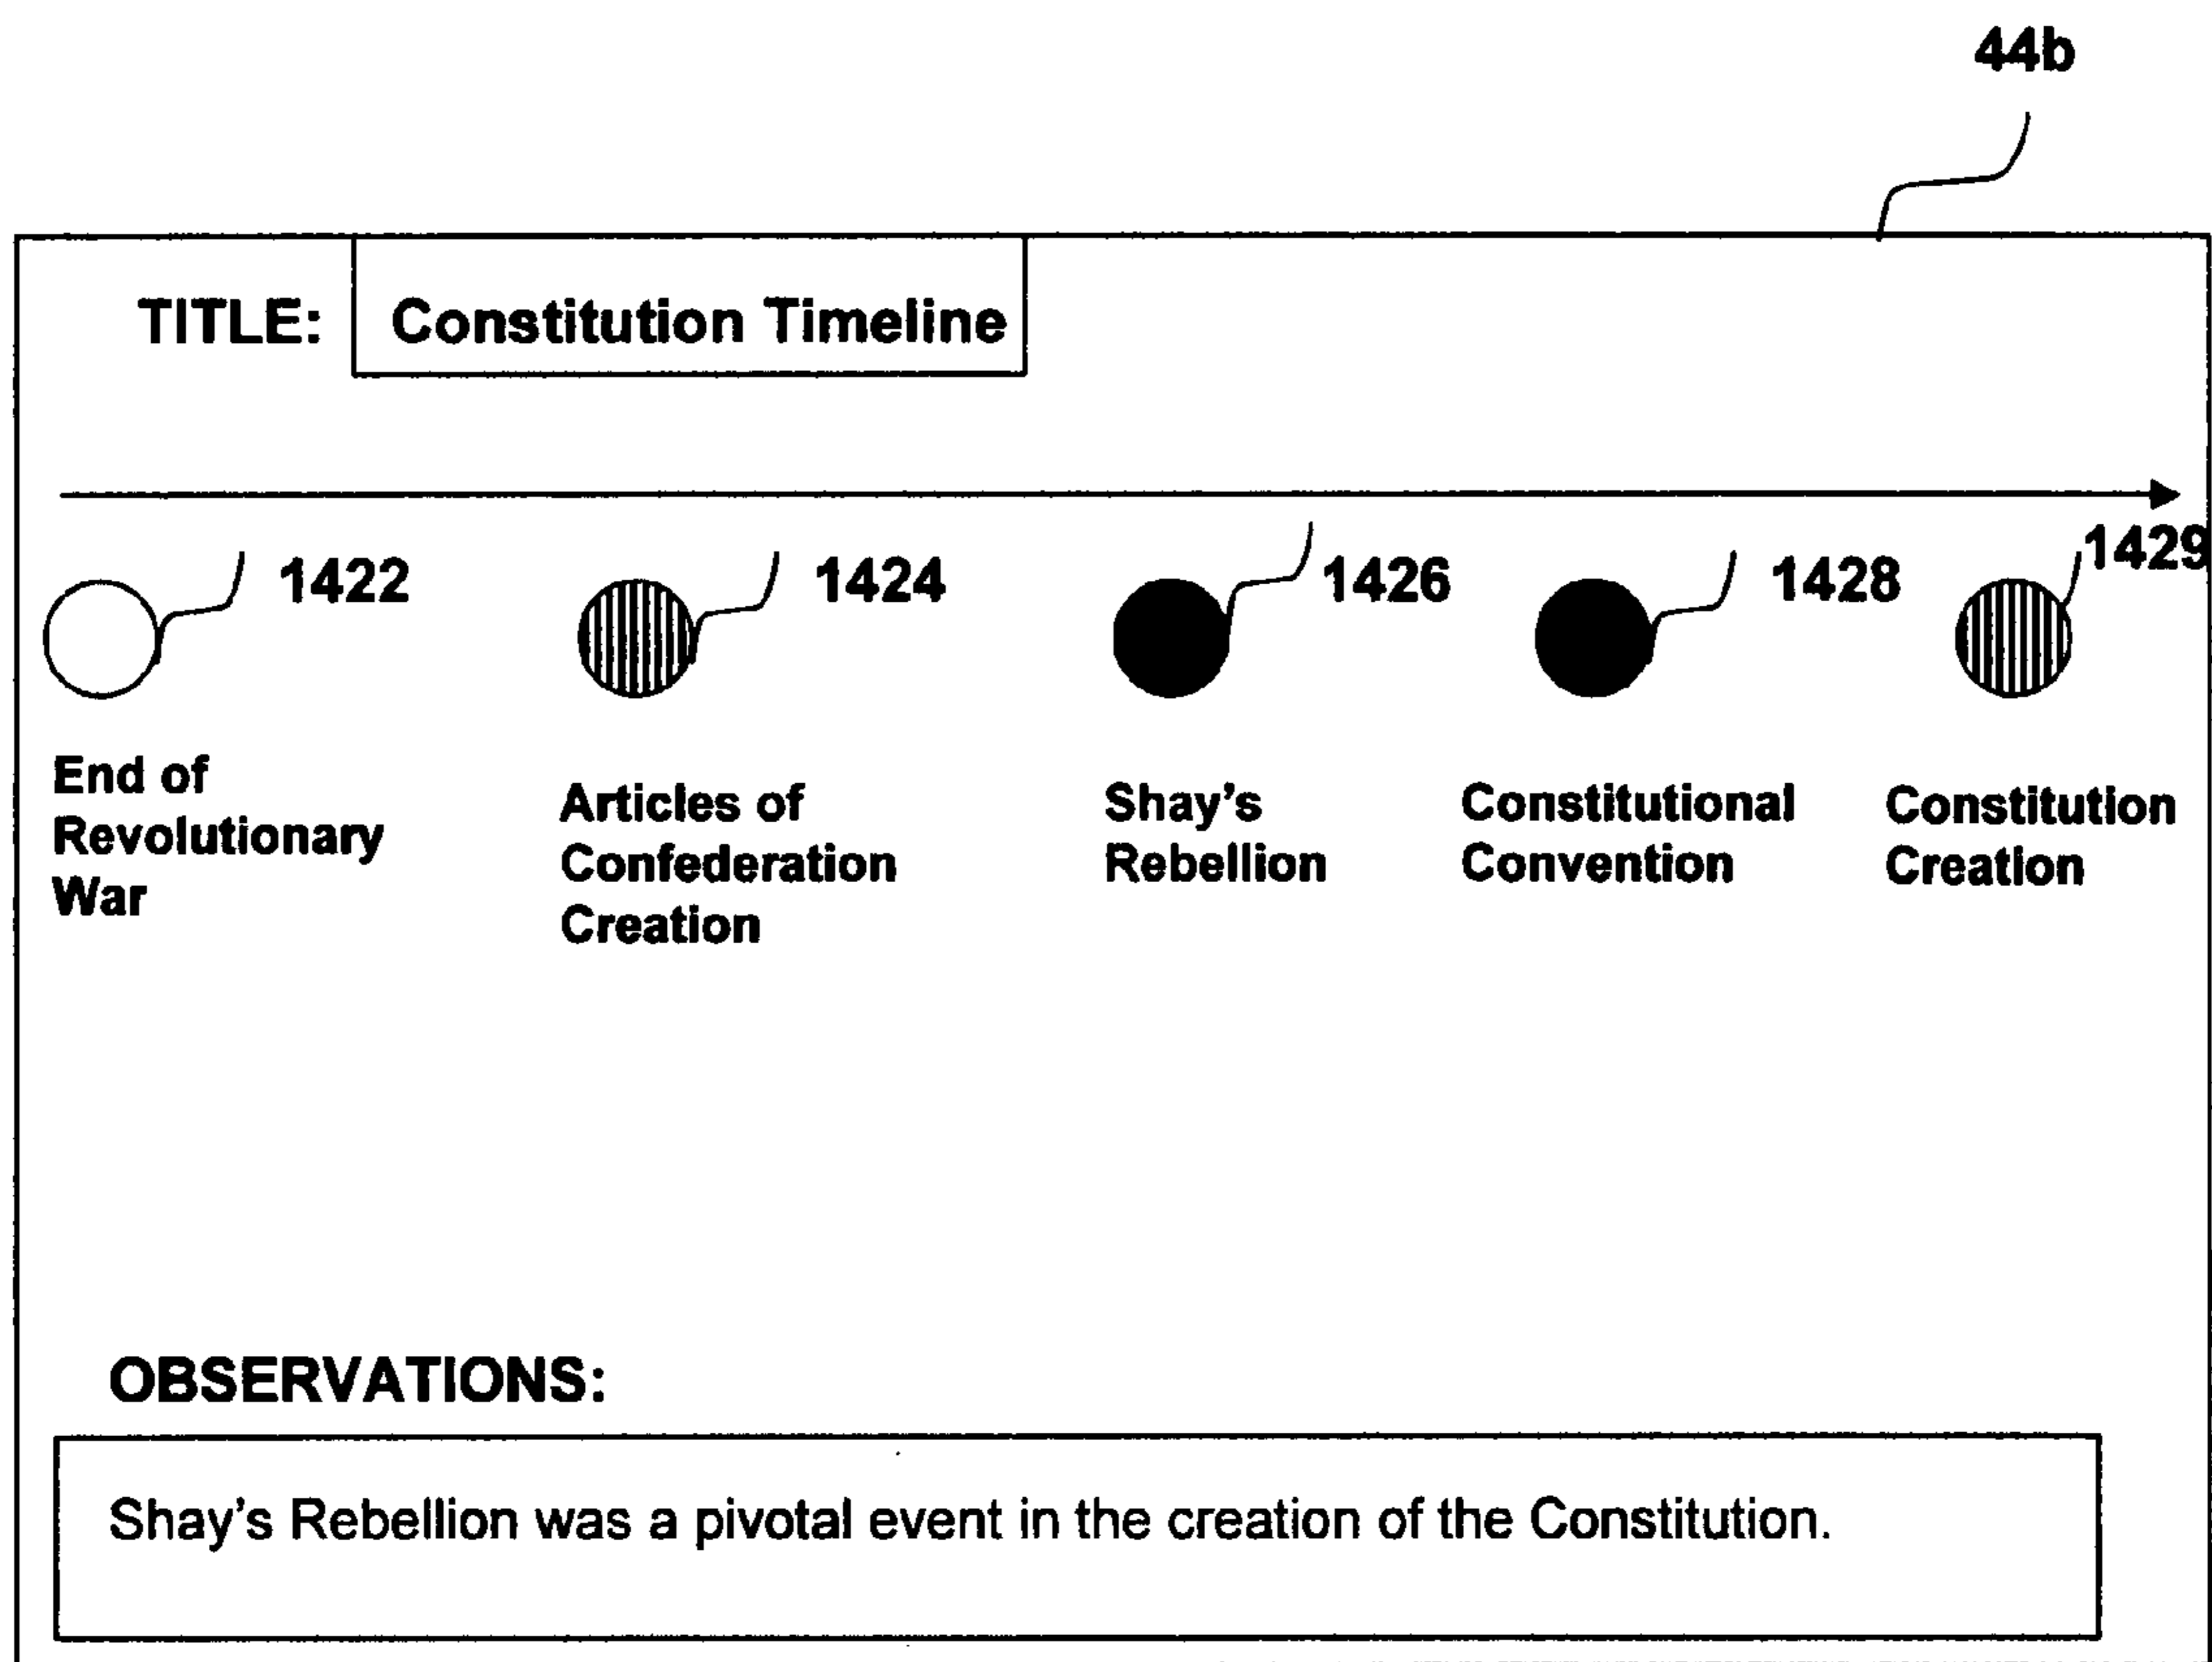 44b
TITLE: Constitution Timeline
1422 1424 1426 1428 1429
End of
Revolutionary
War
Articles of
Confederation
Creation
Shay's
Rebellion
Constitutional
Convention
Constitution
Creation
OBSERVATIONS:
Shay's Rebellion was a pivotal event in the creation of the Constitution.